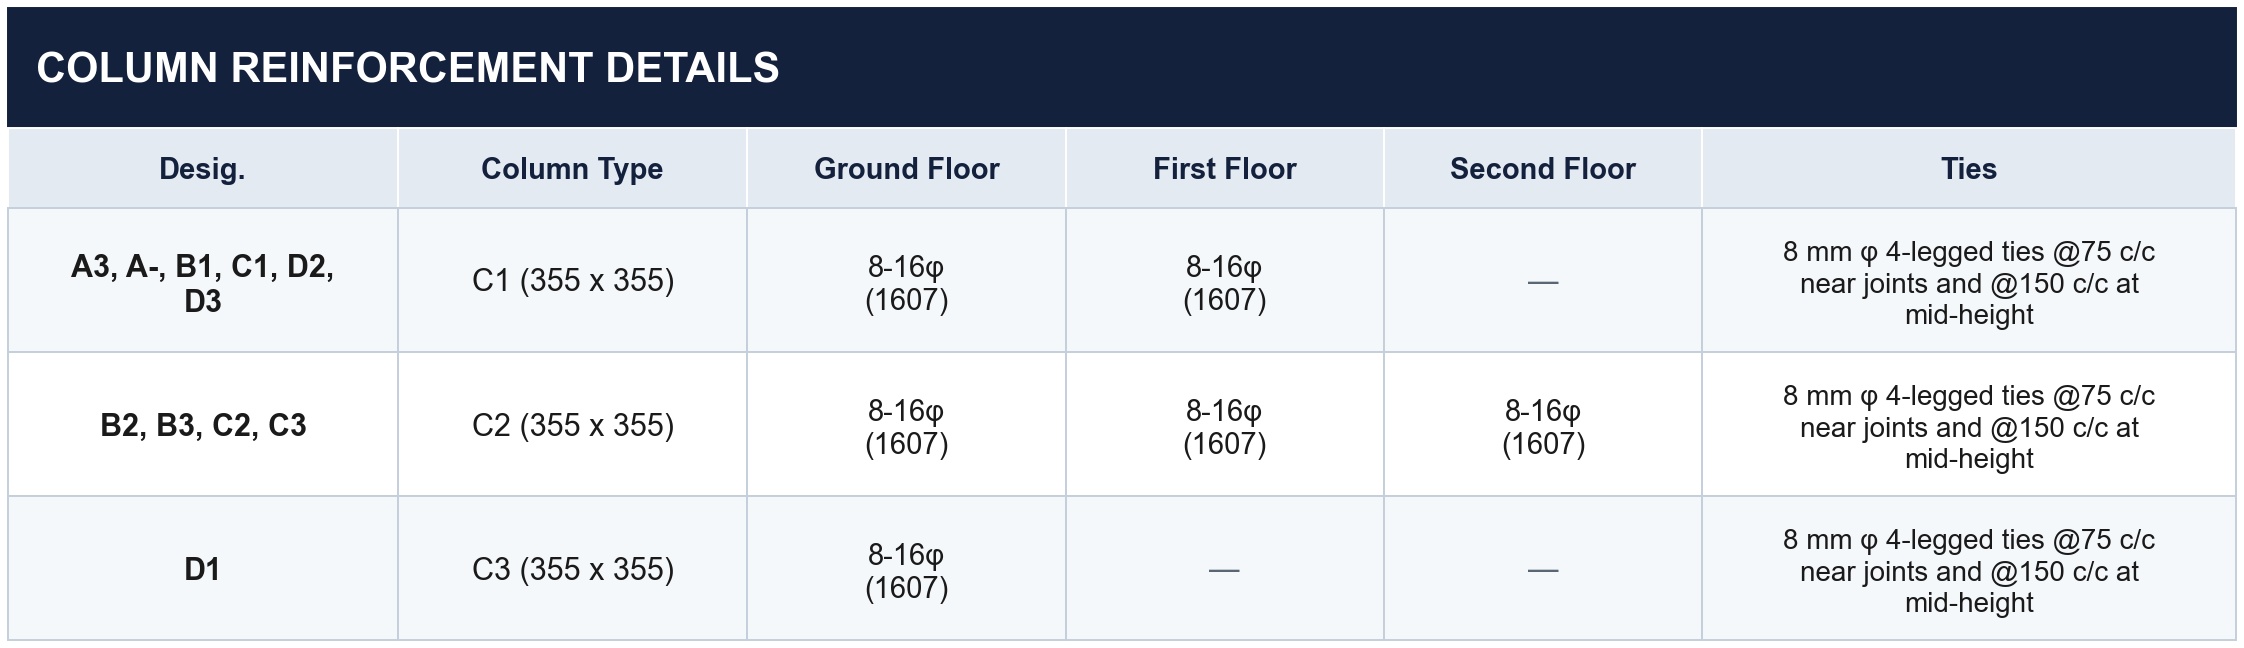 COLUMN REINFORCEMENT DETAILS
Desig.
Column Type
Ground Floor
First Floor
Second Floor
Ties
A3, A-, B1, C1, D2,
D3
C1 (355 x 355)
8-16φ
(1607)
8-16φ
(1607)
—
8 mm φ 4-legged ties @75 c/c
near joints and @150 c/c at
mid-height
B2, B3, C2, C3
C2 (355 x 355)
8-16φ
(1607)
8-16φ
(1607)
8-16φ
(1607)
8 mm φ 4-legged ties @75 c/c
near joints and @150 c/c at
mid-height
D1
C3 (355 x 355)
8-16φ
(1607)
—
—
8 mm φ 4-legged ties @75 c/c
near joints and @150 c/c at
mid-height